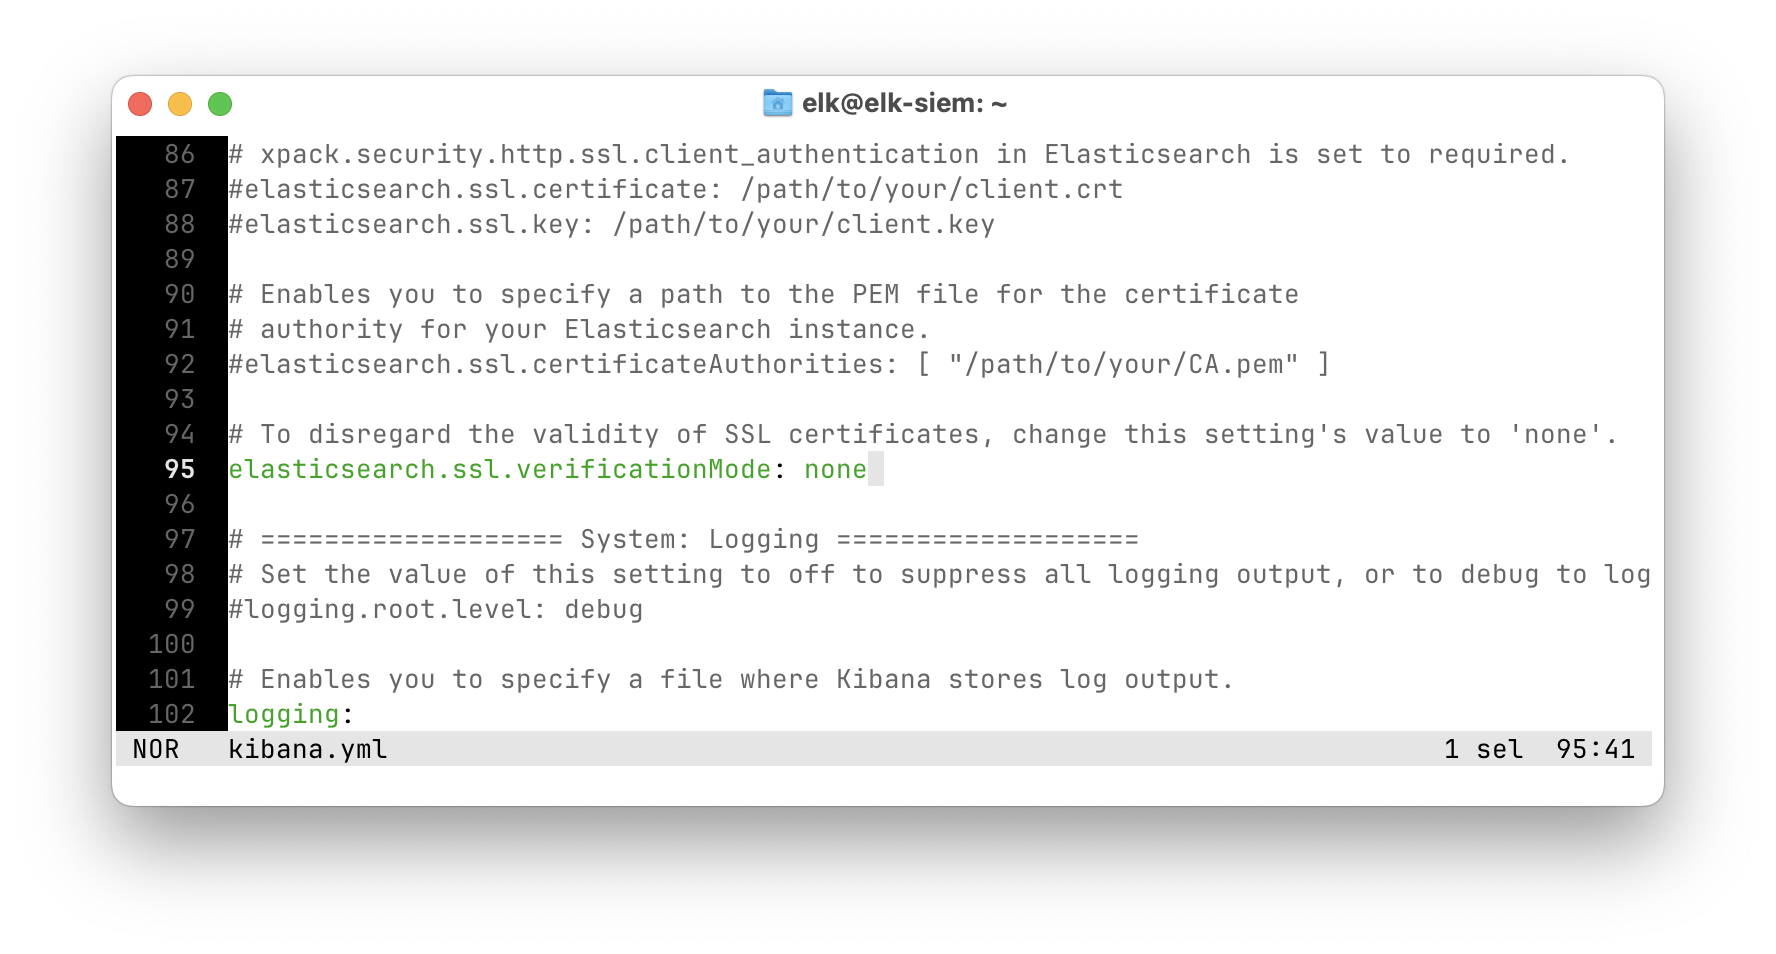 elk@elk-siem: ~
86 # xpack.security.http.ssl.client_authentication in Elasticsearch is set to required.
87 #elasticsearch.ssl.certificate: /path/to/your/client.crt
88 #elasticsearch.ssl.key: /path/to/your/client.key
89
90 # Enables you to specify a path to the PEM file for the certificate
91 # authority for your Elasticsearch instance.
92 #elasticsearch.ssl.certificateAuthorities: [ "/path/to/your/CA.pem" ]
93
94 # To disregard the validity of SSL certificates, change this setting's value to 'none'.
95 elasticsearch.ssl.verificationMode: none
96
97 # =================== System: Logging ===================
98 # Set the value of this setting to off to suppress all logging output, or to debug to log
99 #logging.root.level: debug
100
101 # Enables you to specify a file where Kibana stores log output.
102 logging:
NOR kibana.yml 1 sel 95:41